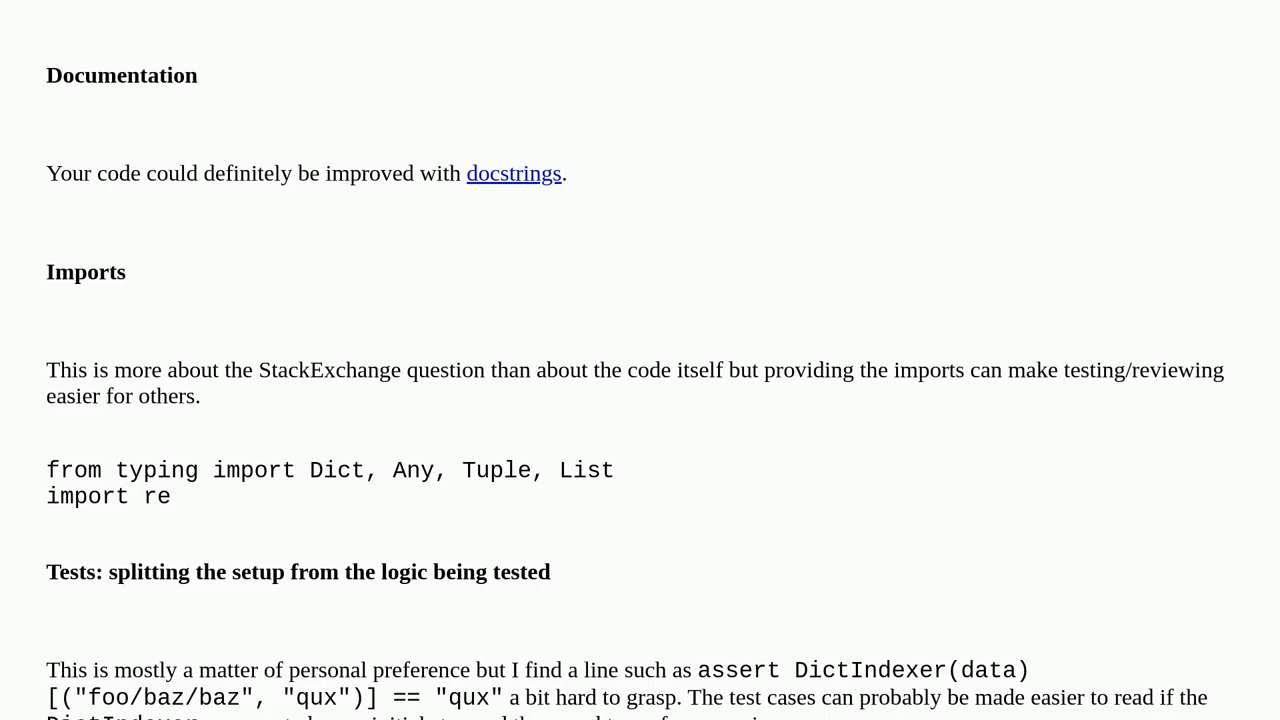 Documentation
Your code could definitely be improved with docstrings.
Imports
This is more about the StackExchange question than about the code itself but providing the imports can make testing/reviewing
easier for others.
from typing import Dict, Any, Tuple, List
import re
Tests: splitting the setup from the logic being tested
This is mostly a matter of personal preference but I find a line such as assert DictIndexer(data)
[("foo/baz/baz", "qux")] == "qux" a bit hard to grasp. The test cases can probably be made easier to read if the